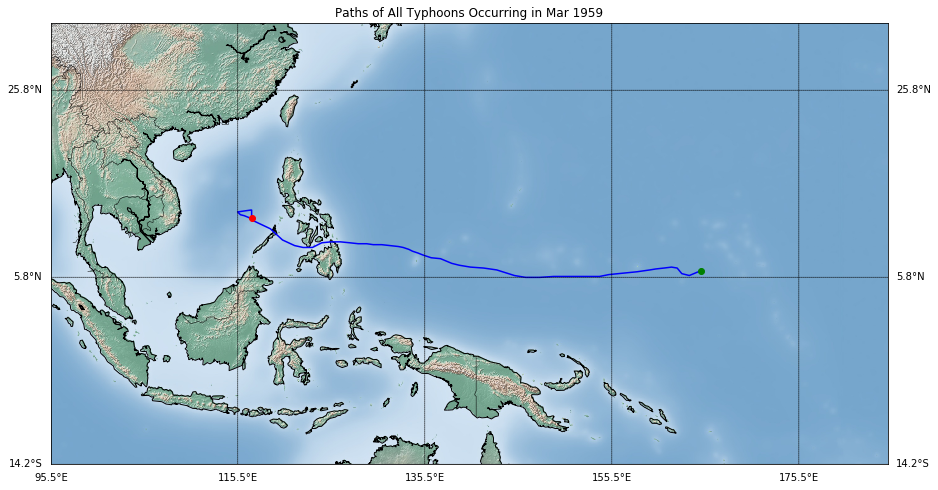 Paths of All Typhoons Occurring in Mar 1959
25.8°N 25.8°N
5.8°N 5.8°N
14.2°S 14.2°S
95.5°E 115.5°E 135.5°E 155.5°E 175.5°E